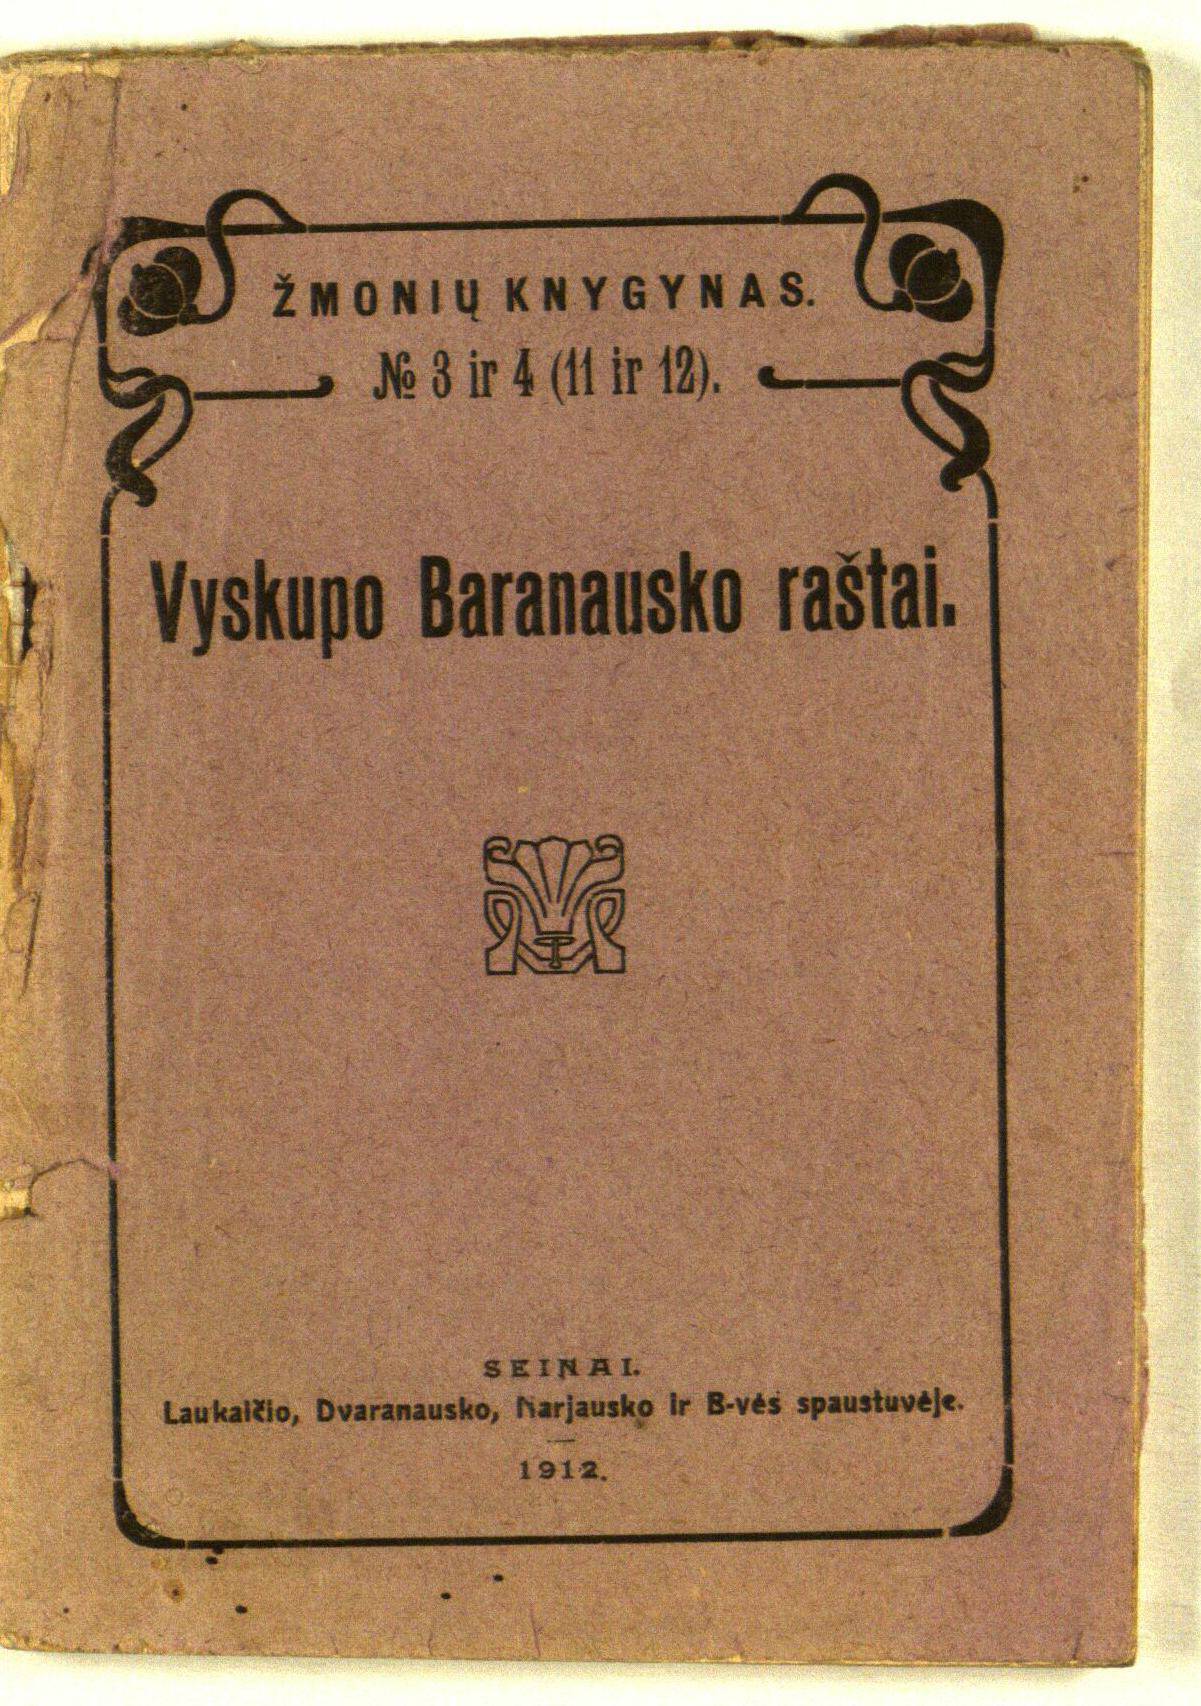 ŽMONIŲ KNYGYNAS.
№ 3 ir 4 (11 ir 12).
Vyskupo Baranausko raštai.
SEINAI.
Laukaičio, Dvaranausko, Narjausko ir B-vės spaustuvėje.
1912.